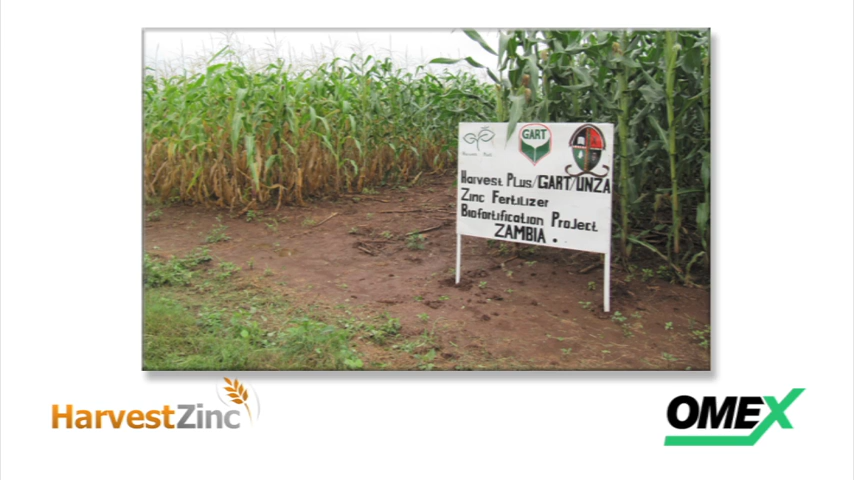 GART
Harvest Plus/GART/UNZA
Zinc Fertilizer
Biofortification Project
ZAMBIA.
HarvestZinc
OMEX